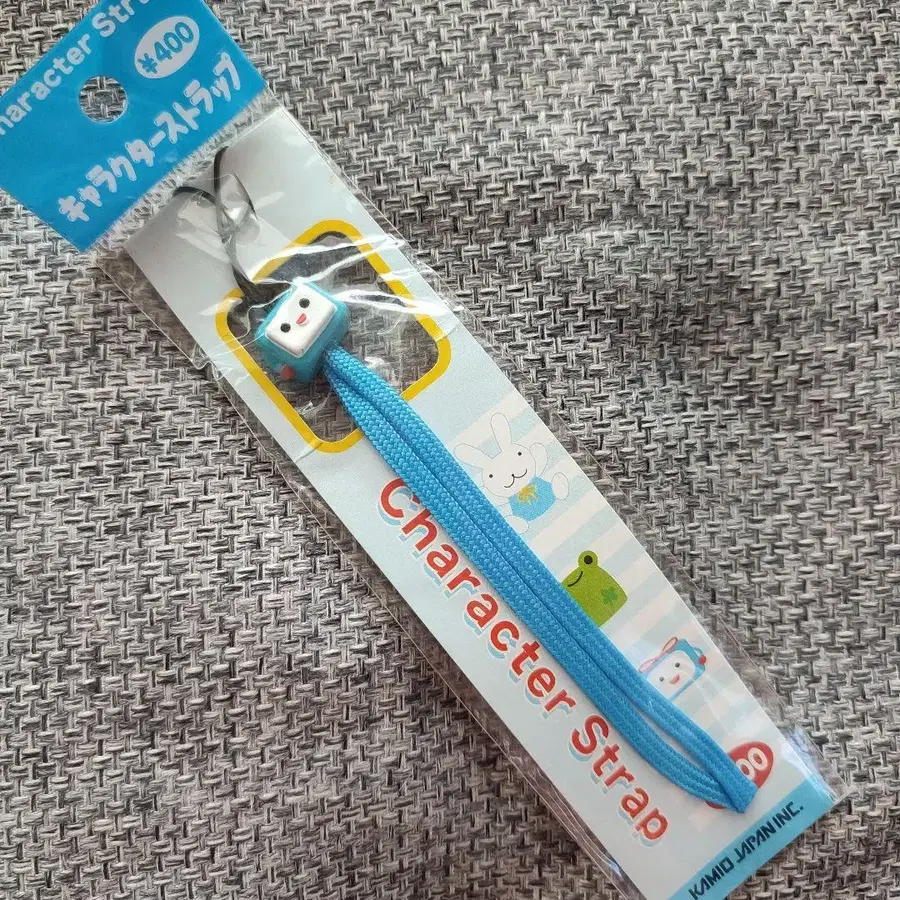 Character Str
¥400
キャラクターストラップ
Character Strap
KAMIO JAPAN INC.